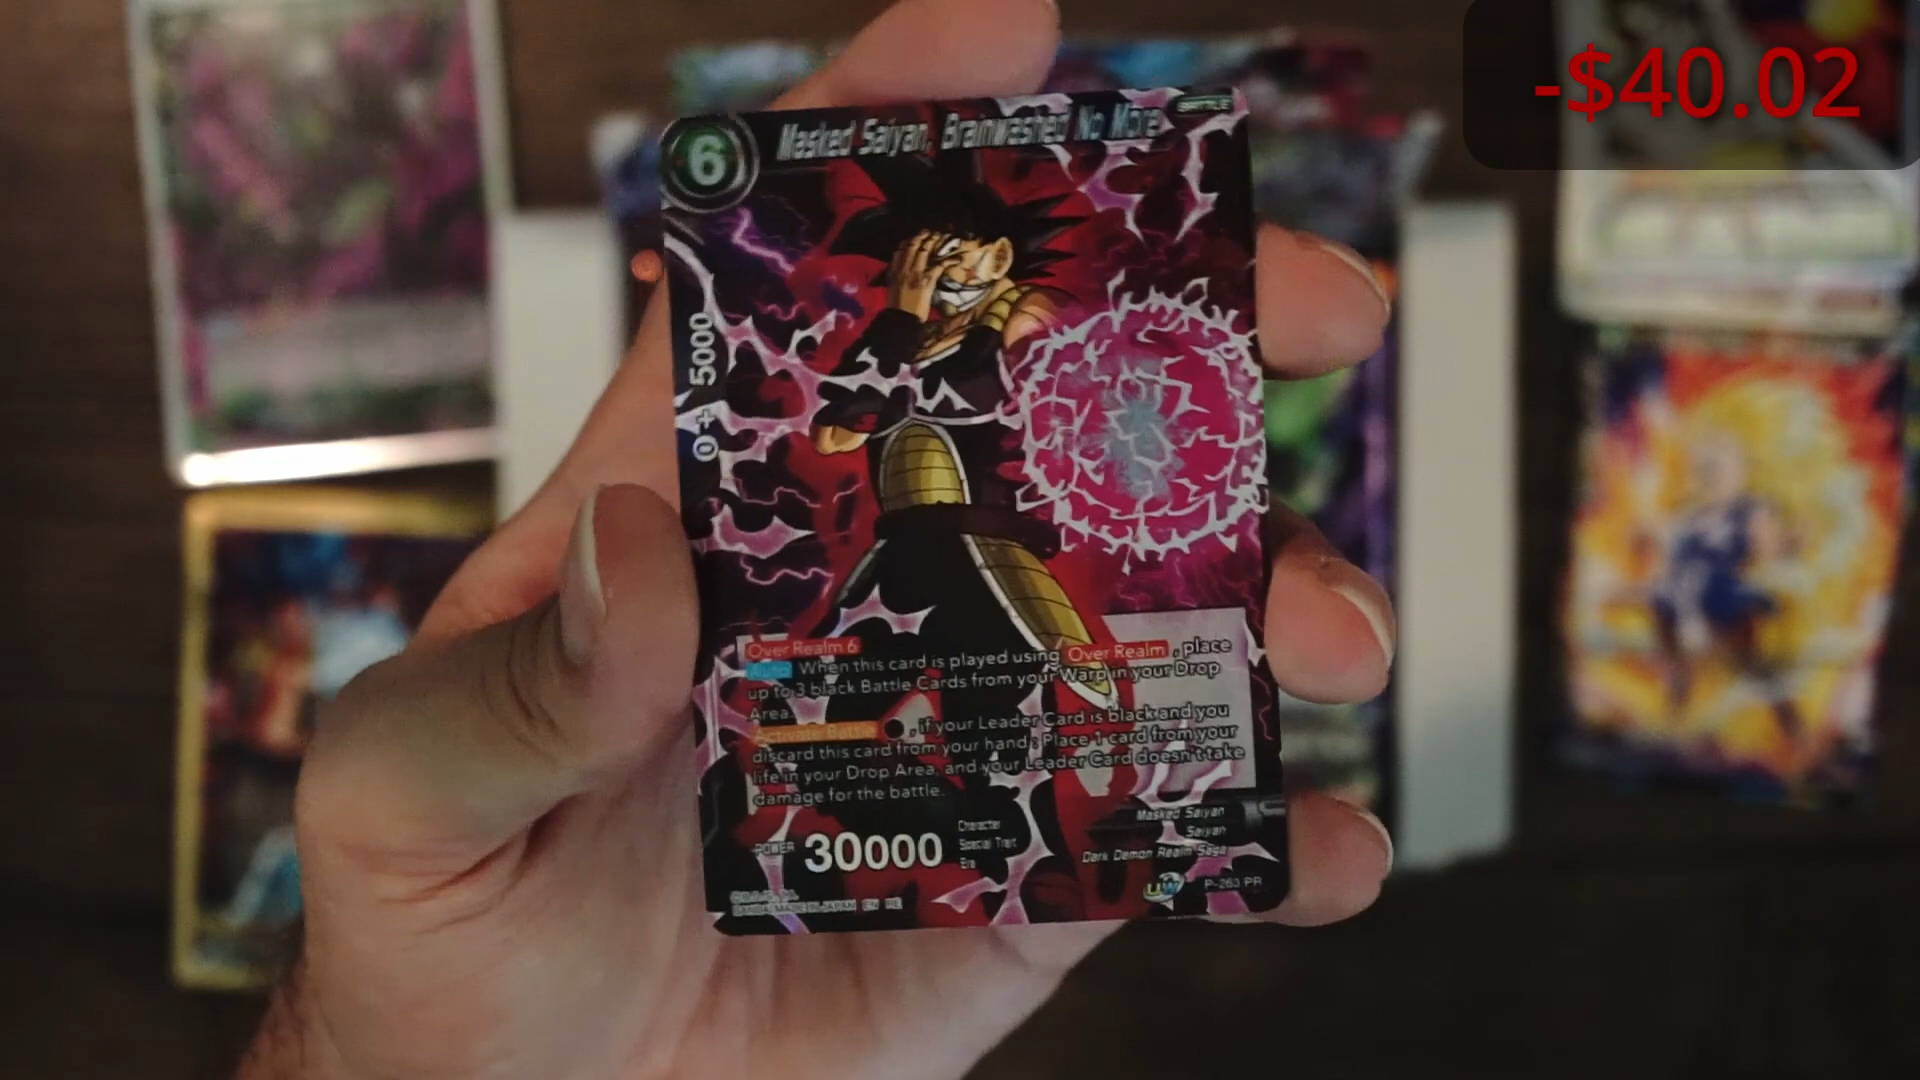 -$40.02
BATTLE
6
Masked Saiyan, Brainwashed No More
0 + 5000
Over Realm 6
Auto When this card is played using Over Realm, place
up to 3 black Battle Cards from your Warp in your Drop
Area.
Activate Battle , if your Leader Card is black and you
discard this card from your hand : Place 1 card from your
life in your Drop Area, and your Leader Card doesn't take
damage for the battle.
POWER 30000
Character Masked Saiyan
Special Trait Saiyan
Era Dark Demon Realm Saga
UW P-263 PR